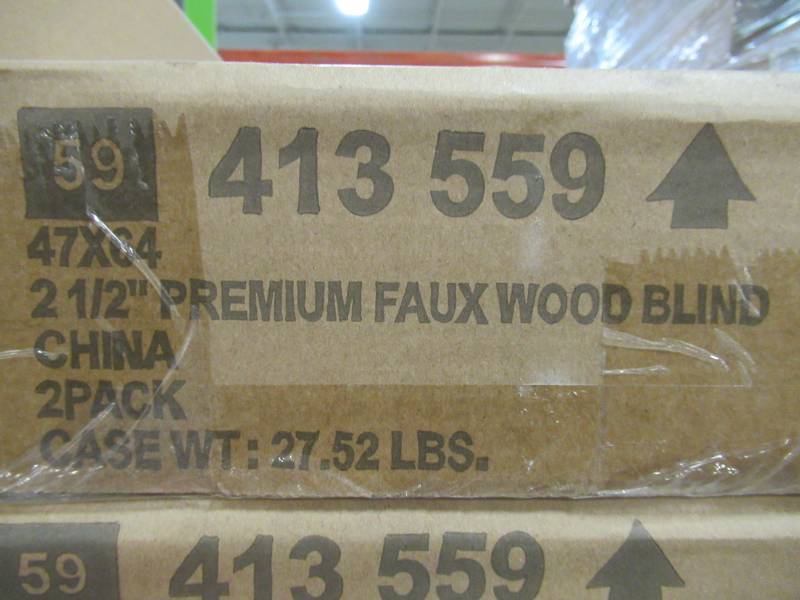 59 413 559
47X64
2 1/2" PREMIUM FAUX WOOD BLIND
CHINA
2PACK
CASE WT: 27.52 LBS.
59 413 559